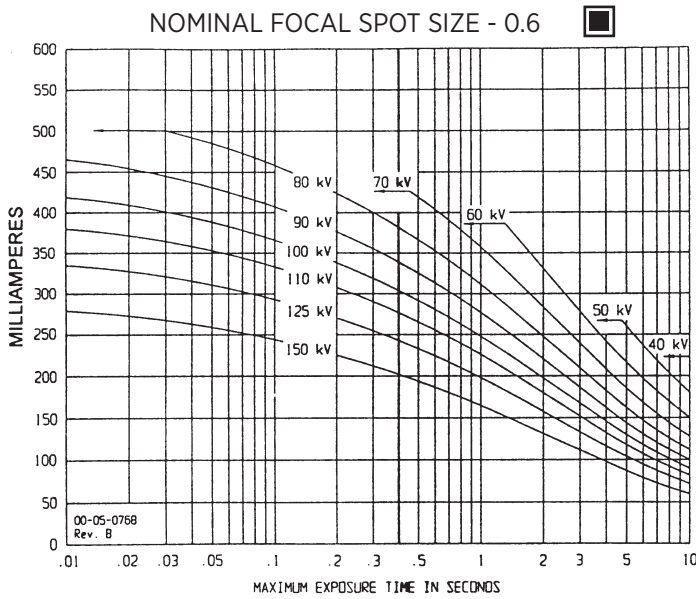 NOMINAL FOCAL SPOT SIZE - 0.6
600
550
500
450
400
350
300
250
200
150
100
50
0
MILLIAMPERES
80 kV
70 kV
90 kV
60 kV
100 kV
110 kV
125 kV
50 kV
150 kV
40 kV
00-05-0768
Rev. B
.01 .02 .03 .05 .1 .2 .3 .5 1 2 3 5 10
MAXIMUM EXPOSURE TIME IN SECONDS